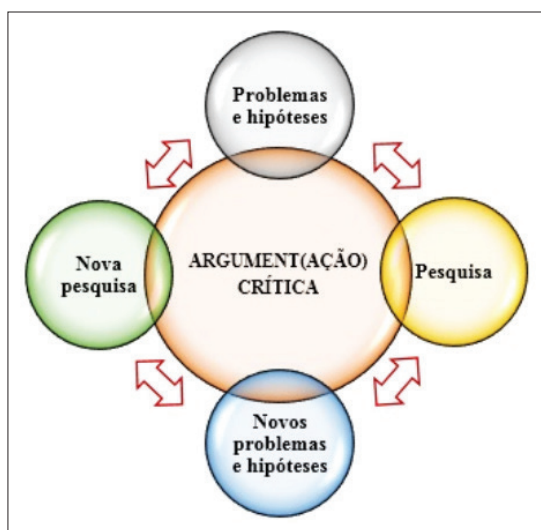 Problemas
e hipóteses
Nova
pesquisa
ARGUMENT(AÇÃO)
CRÍTICA
Pesquisa
Novos
problemas
e hipóteses